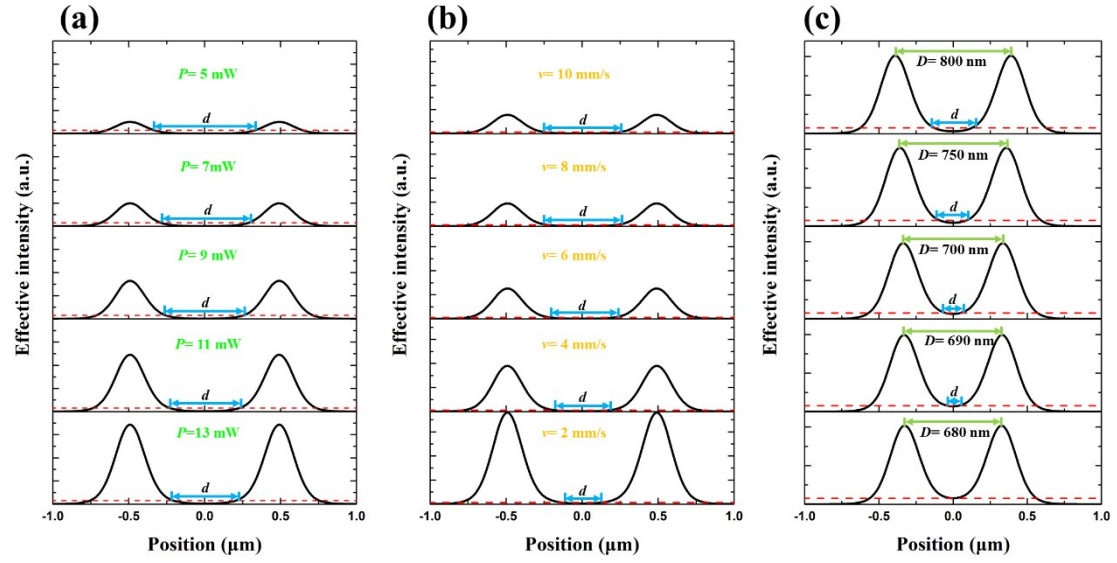 (a)
P= 5 mW
d
P= 7mW
d
P= 9 mW
d
P= 11 mW
d
P=13 mW
d
-1.0 -0.5 0.0 0.5 1.0
Position (µm)
Effective intensity (a.u.)
(b)
v= 10 mm/s
d
v= 8 mm/s
d
v= 6 mm/s
d
v= 4 mm/s
d
v= 2 mm/s
d
-1.0 -0.5 0.0 0.5 1.0
Position (µm)
Effective intensity (a.u.)
(c)
D= 800 nm
d
D= 750 nm
d
D= 700 nm
d
D= 690 nm
d
D= 680 nm
-1.0 -0.5 0.0 0.5 1.0
Position (µm)
Effective intensity (a.u.)